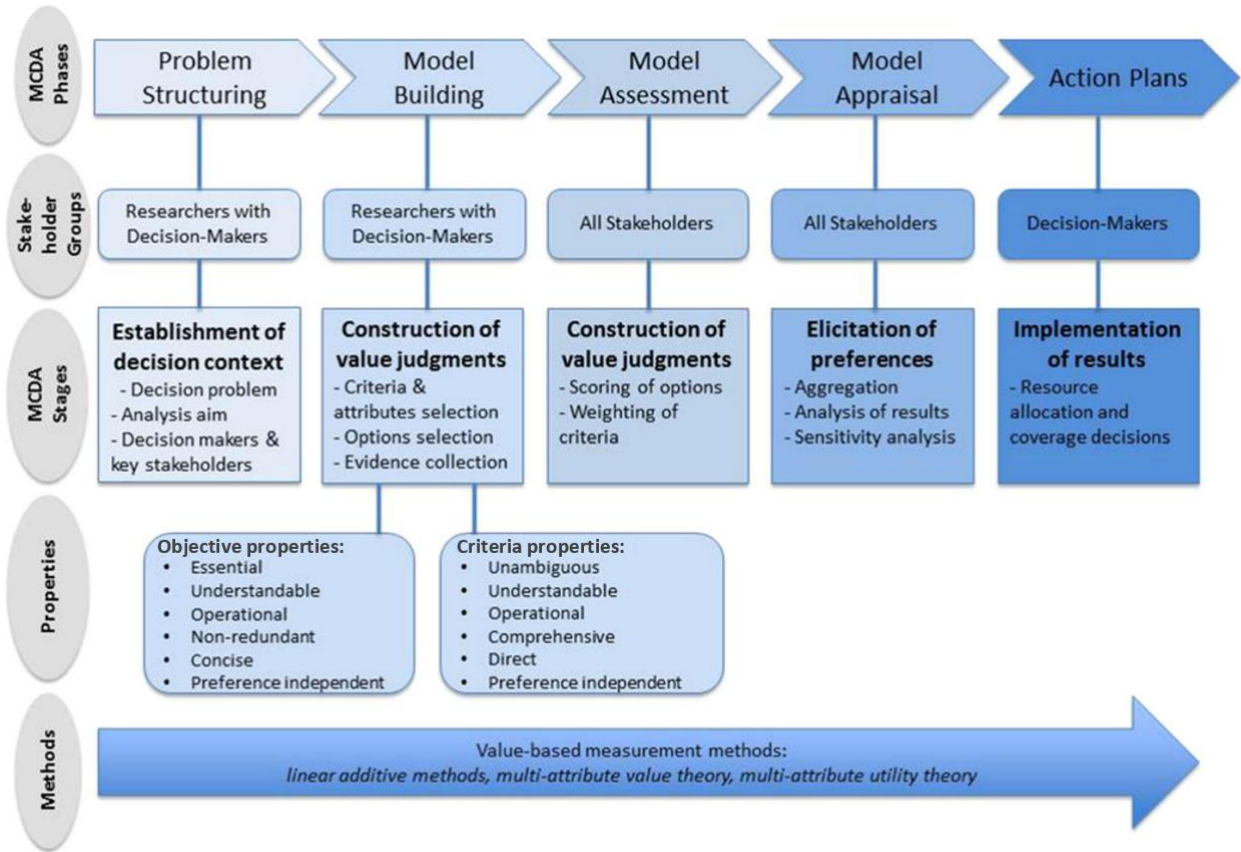 MCDA
Phases
Problem
Structuring
Model
Building
Model
Assessment
Model
Appraisal
Action Plans
Stake-
holder
Groups
Researchers with
Decision-Makers
Researchers with
Decision-Makers
All Stakeholders
All Stakeholders
Decision-Makers
MCDA
Stages
Establishment of
decision context
- Decision problem
- Analysis aim
- Decision makers &
key stakeholders
Construction of
value judgments
- Criteria &
attributes selection
- Options selection
- Evidence collection
Construction of
value judgments
- Scoring of options
- Weighting of
criteria
Elicitation of
preferences
- Aggregation
- Analysis of results
- Sensitivity analysis
Implementation
of results
- Resource
allocation and
coverage decisions
Properties
Objective properties:
• Essential
• Understandable
• Operational
• Non-redundant
• Concise
• Preference independent
Criteria properties:
• Unambiguous
• Understandable
• Operational
• Comprehensive
• Direct
• Preference independent
Methods
Value-based measurement methods:
linear additive methods, multi-attribute value theory, multi-attribute utility theory